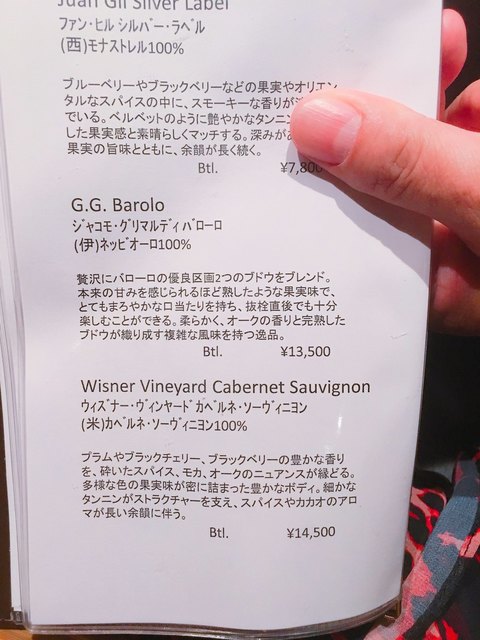 Juan Gil Silver Label
ファン・ヒル シルバー・ラベル
(西)モナストレル100%
ブルーベリーやブラックベリーなどの果実やオリエン
タルなスパイスの中に、スモーキーな香りが
でいる。ベルベットのように艶やかなタンニン
した果実感と素晴らしくマッチする。深みが
果実の旨味とともに、余韻が長く続く。
Btl. ¥7,800
G.G. Barolo
ジャコモ・グリマルディ バローロ
(伊)ネッビオーロ100%
贅沢にバローロの優良区画2つのブドウをブレンド。
本来の甘みを感じられるほど熟したような果実味で、
とてもまろやかな口当たりを持ち、抜栓直後でも十分
楽しむことができる。柔らかく、オークの香りと完熟した
ブドウが織り成す複雑な風味を持つ逸品。
Btl. ¥13,500
Wisner Vineyard Cabernet Sauvignon
ウィズナー・ヴィンヤード カベルネ・ソーヴィニヨン
(米)カベルネ・ソーヴィニヨン100%
プラムやブラックチェリー、ブラックベリーの豊かな香り
を、砕いたスパイス、モカ、オークのニュアンスが縁どる。
多様な色の果実味が密に詰まった豊かなボディ。細かな
タンニンがストラクチャーを支え、スパイスやカカオのアロ
マが長い余韻に伴う。
Btl. ¥14,500